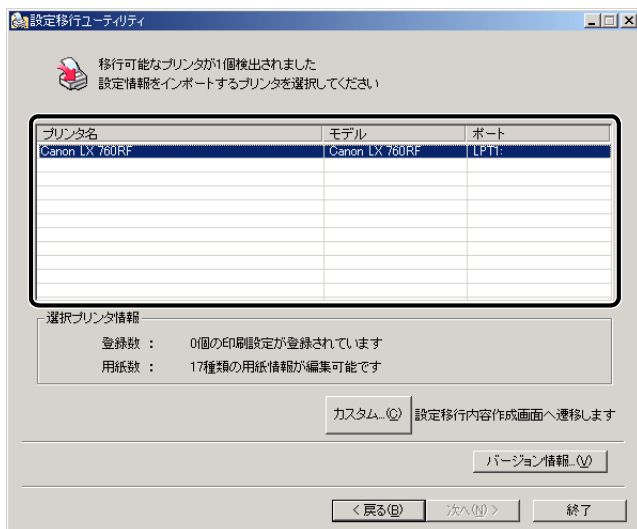 設定移行ユーティリティ
移行可能なプリンタが1個検出されました
設定情報をインポートするプリンタを選択してください
プリンタ名 モデル ポート
Canon LX 760RF Canon LX 760RF LPT1:
選択プリンタ情報
登録数 : 0個の印刷設定が登録されています
用紙数 : 17種類の用紙情報が編集可能です
カスタム...(C) 設定移行内容作成画面へ遷移します
バージョン情報...(V)
< 戻る(B) 次へ(N) > 終了